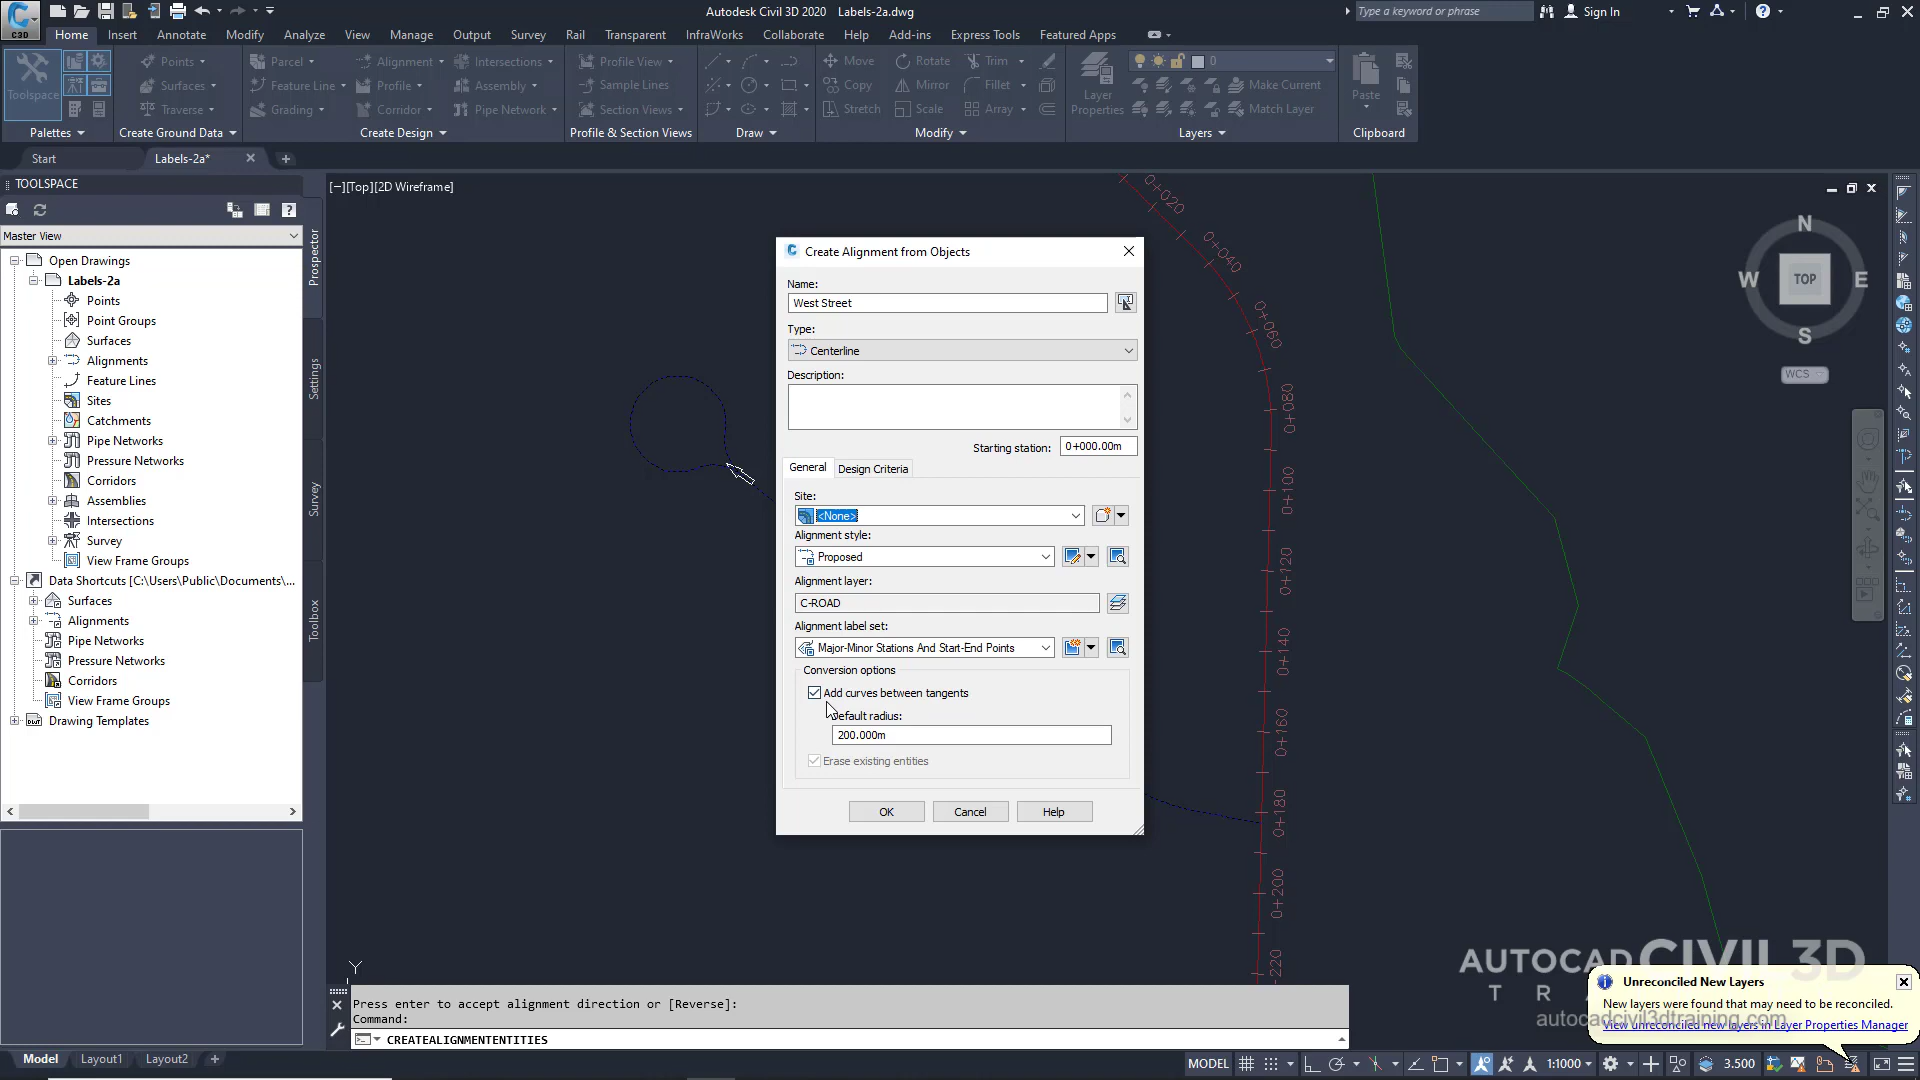 Autodesk Civil 3D 2020 Labels-2a.dwg
Type a keyword or phrase
Sign In
C3D
Home Insert Annotate Modify Analyze View Manage Output Survey Rail Transparent InfraWorks Collaborate Help Add-ins Express Tools Featured Apps
Toolspace
Points
Surfaces
Traverse
Parcel
Feature Line
Grading
Alignment
Profile
Corridor
Intersections
Assembly
Pipe Network
Profile View
Sample Lines
Section Views
Move
Copy
Stretch
Rotate
Mirror
Scale
Trim
Fillet
Array
Layer
Properties
0
Make Current
Match Layer
Paste
Palettes
Create Ground Data
Create Design
Profile & Section Views
Draw
Modify
Layers
Clipboard
Start
Labels-2a*
TOOLSPACE
Master View
Open Drawings
Labels-2a
Points
Point Groups
Surfaces
Alignments
Feature Lines
Sites
Catchments
Pipe Networks
Pressure Networks
Corridors
Assemblies
Intersections
Survey
View Frame Groups
Data Shortcuts [C:\Users\Public\Documents\...
Surfaces
Alignments
Pipe Networks
Pressure Networks
Corridors
View Frame Groups
Drawing Templates
Prospector
Settings
Survey
Toolbox
[−][Top][2D Wireframe]
Create Alignment from Objects
Name:
West Street
Type:
Centerline
Description:
Starting station: 0+000.00m
General Design Criteria
Site:
<None>
Alignment style:
Proposed
Alignment layer:
C-ROAD
Alignment label set:
Major-Minor Stations And Start-End Points
Conversion options
Add curves between tangents
efault radius:
200.000m
Erase existing entities
OK Cancel Help
0+020
0+040
0+060
0+080
0+100
0+120
0+140
0+160
0+180
0+200
220
N
W TOP E
S
WCS
Y
AUTOCAD CIVIL 3D
T R A
autocadcivil3dtraining.com
Unreconciled New Layers
New layers were found that may need to be reconciled.
View unreconciled new layers in Layer Properties Manager
Press enter to accept alignment direction or [Reverse]:
Command:
CREATEALIGNMENTENTITIES
Model Layout1 Layout2
MODEL
1:1000
3.500